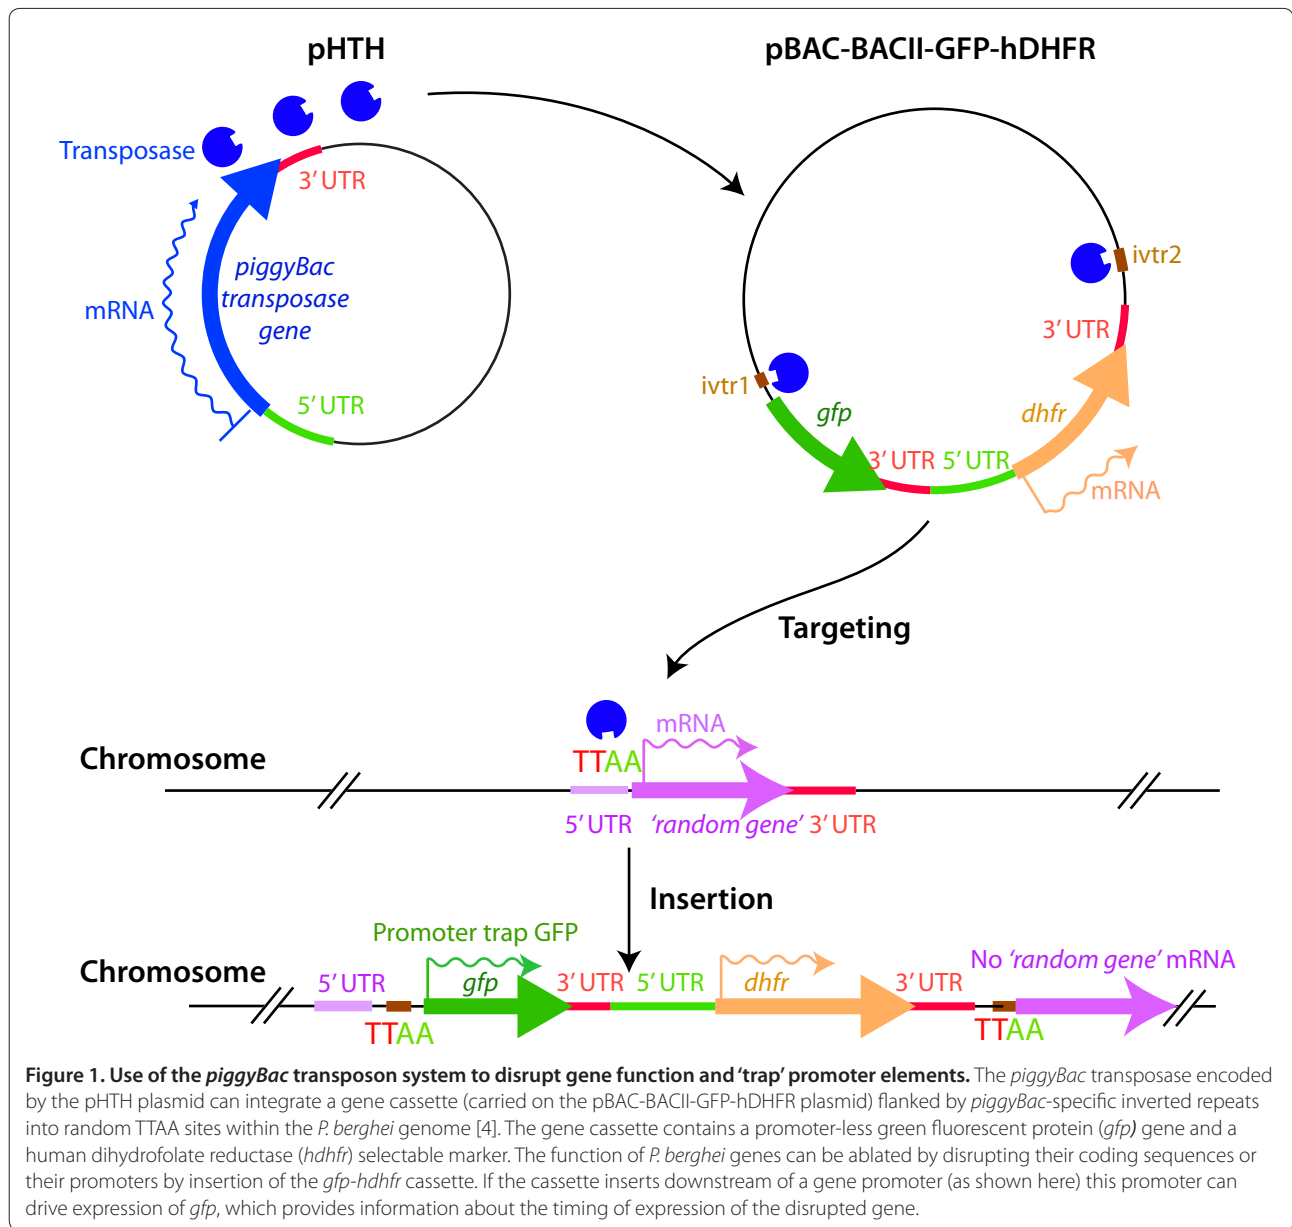 pHTH
pBAC-BACII-GFP-hDHFR
Transposase
3’ UTR
piggyBac
transposase
gene
mRNA
5’ UTR
ivtr2
3’ UTR
ivtr1
gfp
dhfr
3’ UTR 5’ UTR
mRNA
Targeting
mRNA
TTAA
Chromosome
5’ UTR ‘random gene’ 3’ UTR
Insertion
Promoter trap GFP
Chromosome
5’ UTR
gfp
3’ UTR
5’ UTR
dhfr
3’ UTR
No ‘random gene’ mRNA
TTAA
TTAA
Figure 1. Use of the piggyBac transposon system to disrupt gene function and ‘trap’ promoter elements. The piggyBac transposase encoded
by the pHTH plasmid can integrate a gene cassette (carried on the pBAC-BACII-GFP-hDHFR plasmid) flanked by piggyBac-specific inverted repeats
into random TTAA sites within the P. berghei genome [4]. The gene cassette contains a promoter-less green fluorescent protein (gfp) gene and a
human dihydrofolate reductase (hdhfr) selectable marker. The function of P. berghei genes can be ablated by disrupting their coding sequences or
their promoters by insertion of the gfp-hdhfr cassette. If the cassette inserts downstream of a gene promoter (as shown here) this promoter can
drive expression of gfp, which provides information about the timing of expression of the disrupted gene.